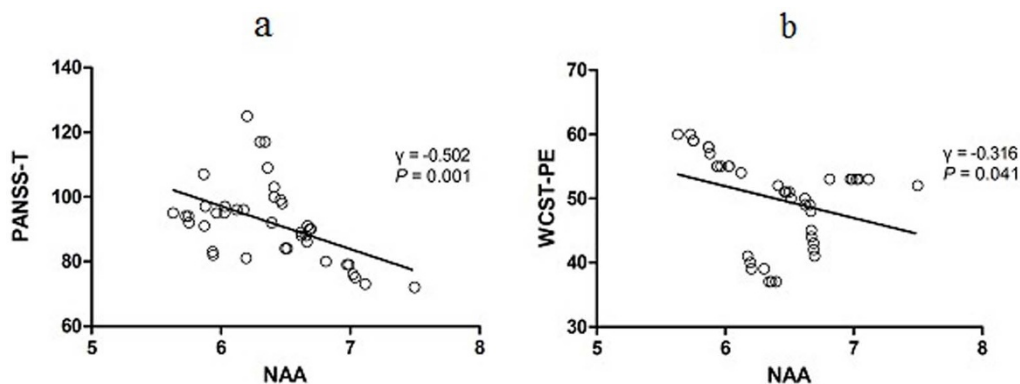 a
140
120
100
80
60
PANSS-T
5
6
7
8
NAA
γ = -0.502
P = 0.001
b
70
60
50
40
30
WCST-PE
5
6
7
8
NAA
γ = -0.316
P = 0.041